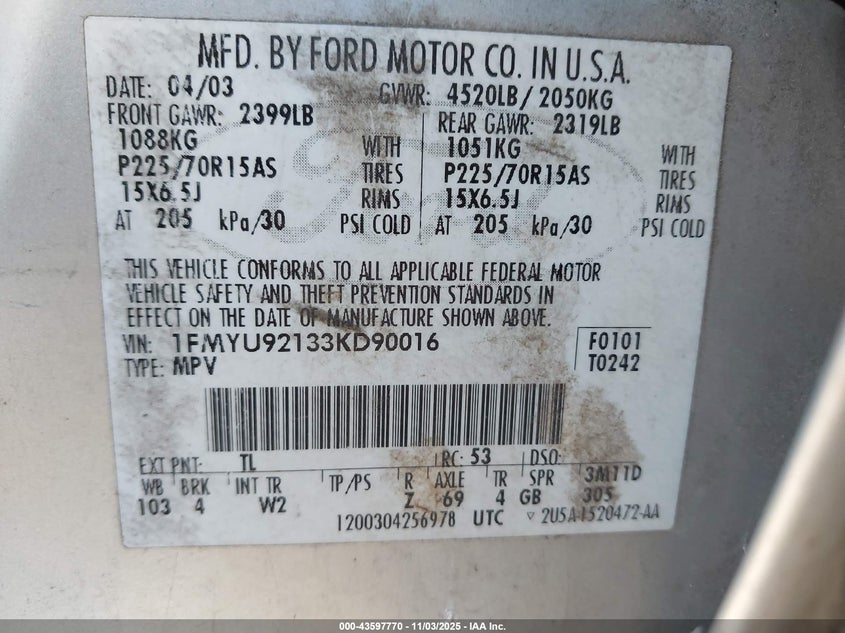 MFD. BY FORD MOTOR CO. IN U.S.A.
DATE: 04/03 GVWR: 4520LB/ 2050KG
FRONT GAWR: 2399LB REAR GAWR: 2319LB
1088KG WITH 1051KG WITH
P225/70R15AS TIRES P225/70R15AS TIRES
15X6.5J RIMS 15X6.5J RIMS
AT 205 kPa/30 PSI COLD AT 205 kPa/30 PSI COLD
Ford
THIS VEHICLE CONFORMS TO ALL APPLICABLE FEDERAL MOTOR
VEHICLE SAFETY AND THEFT PREVENTION STANDARDS IN
EFFECT ON THE DATE OF MANUFACTURE SHOWN ABOVE.
VIN: 1FMYU92133KD90016 F0101
TYPE: MPV T0242
EXT PNT: TL RC: 53 DSO:
WB BRK INT TR TP/PS R AXLE TR SPR 3M11D
103 4 W2 Z 69 4 GB 305
1200304256978 UTC ▽ 2U5A-1520472-AA
000-43597770 - 11/03/2025 - IAA Inc.